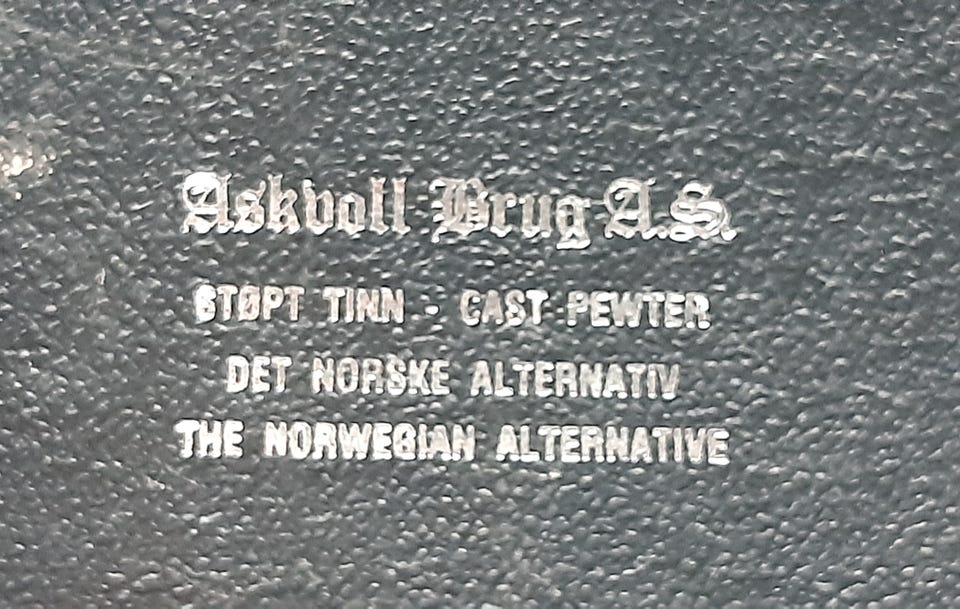 Askvoll Brug A.S.
STØPT TINN - CAST PEWTER
DET NORSKE ALTERNATIV
THE NORWEGIAN ALTERNATIVE